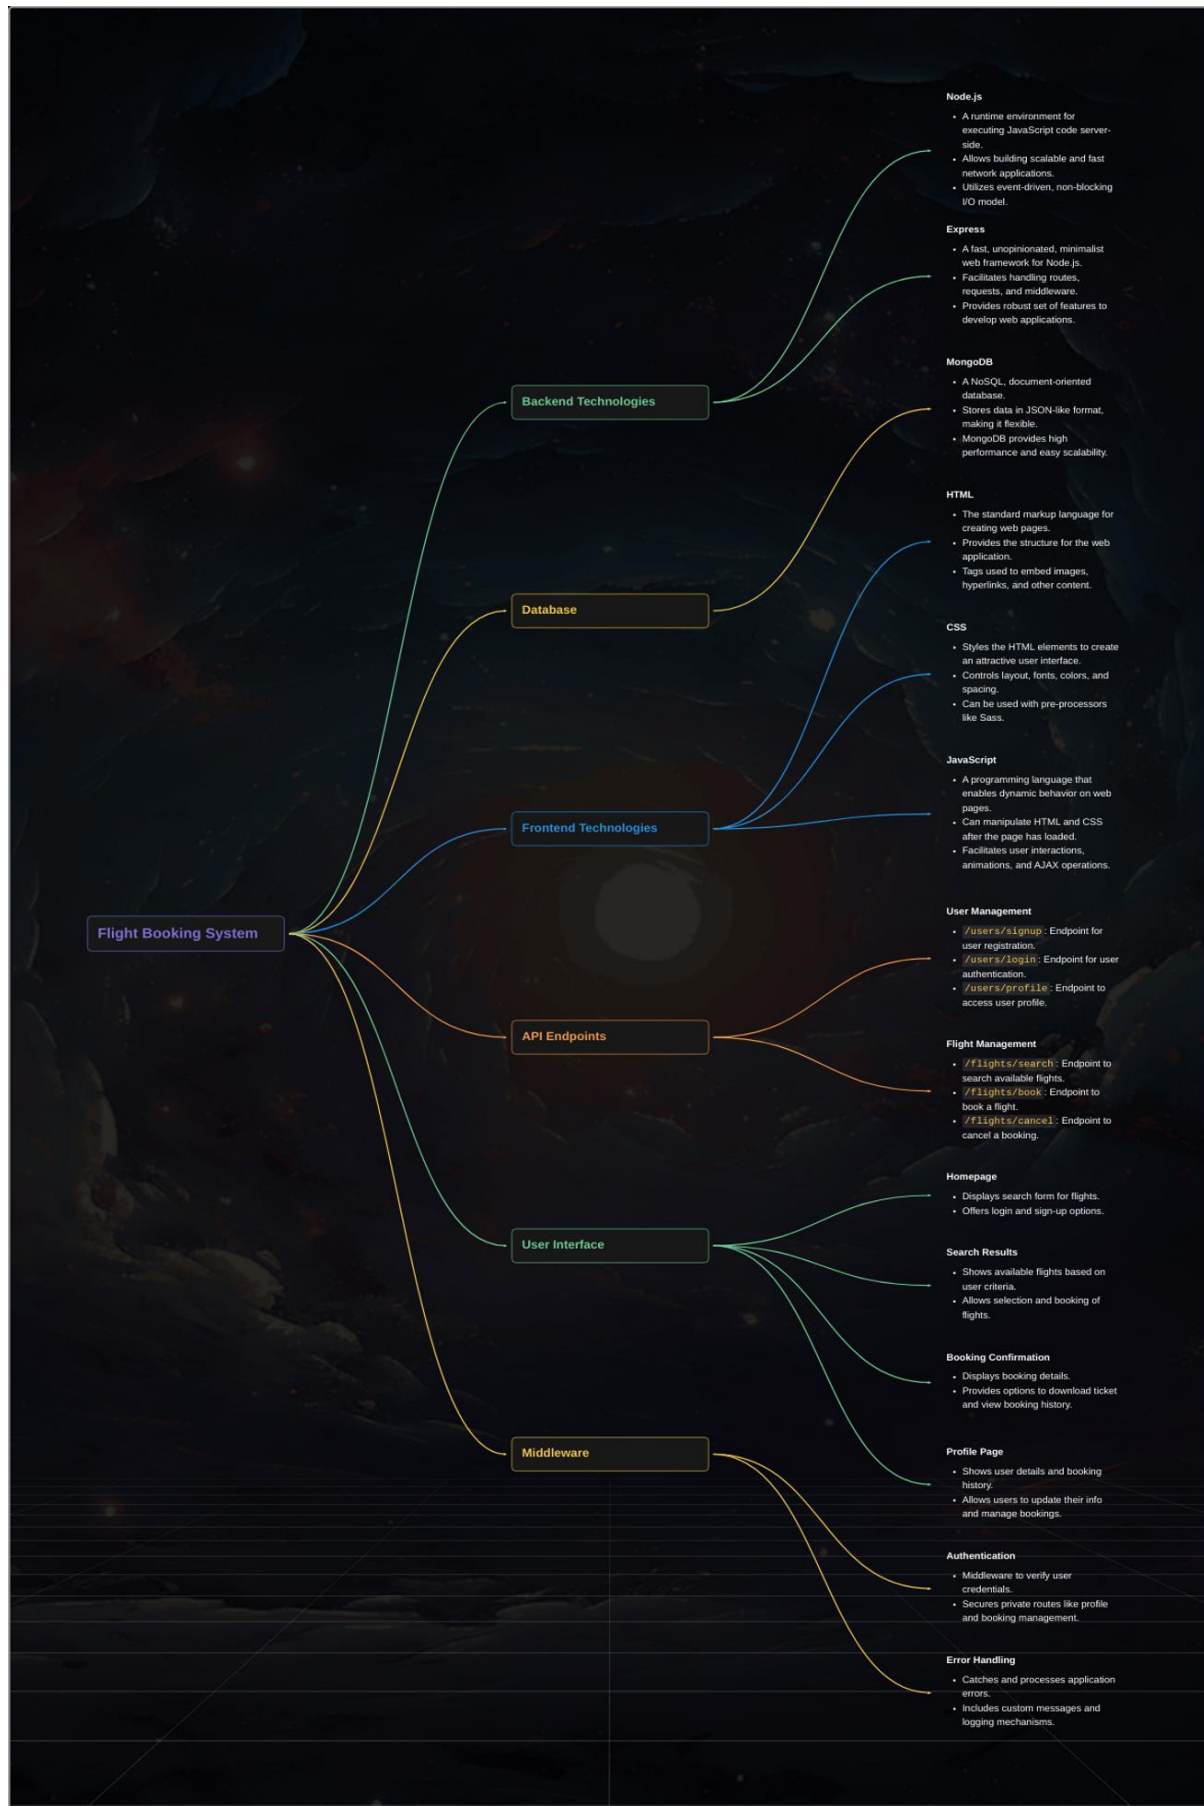 Flight Booking System
Backend Technologies
Node.js
• A runtime environment for
executing JavaScript code server-
side.
• Allows building scalable and fast
network applications.
• Utilizes event-driven, non-blocking
I/O model.
Express
• A fast, unopinionated, minimalist
web framework for Node.js.
• Facilitates handling routes,
requests, and middleware.
• Provides robust set of features to
develop web applications.
Database
MongoDB
• A NoSQL, document-oriented
database.
• Stores data in JSON-like format,
making it flexible.
• MongoDB provides high
performance and easy scalability.
Frontend Technologies
HTML
• The standard markup language for
creating web pages.
• Provides the structure for the web
application.
• Tags used to embed images,
hyperlinks, and other content.
CSS
• Styles the HTML elements to create
an attractive user interface.
• Controls layout, fonts, colors, and
spacing.
• Can be used with pre-processors
like Sass.
JavaScript
• A programming language that
enables dynamic behavior on web
pages.
• Can manipulate HTML and CSS
after the page has loaded.
• Facilitates user interactions,
animations, and AJAX operations.
API Endpoints
User Management
• /users/signup: Endpoint for
user registration.
• /users/login: Endpoint for user
authentication.
• /users/profile: Endpoint to
access user profile.
Flight Management
• /flights/search: Endpoint to
search available flights.
• /flights/book: Endpoint to
book a flight.
• /flights/cancel: Endpoint to
cancel a booking.
User Interface
Homepage
• Displays search form for flights.
• Offers login and sign-up options.
Search Results
• Shows available flights based on
user criteria.
• Allows selection and booking of
flights.
Booking Confirmation
• Displays booking details.
• Provides options to download ticket
and view booking history.
Profile Page
• Shows user details and booking
history.
• Allows users to update their info
and manage bookings.
Middleware
Authentication
• Middleware to verify user
credentials.
• Secures private routes like profile
and booking management.
Error Handling
• Catches and processes application
errors.
• Includes custom messages and
logging mechanisms.